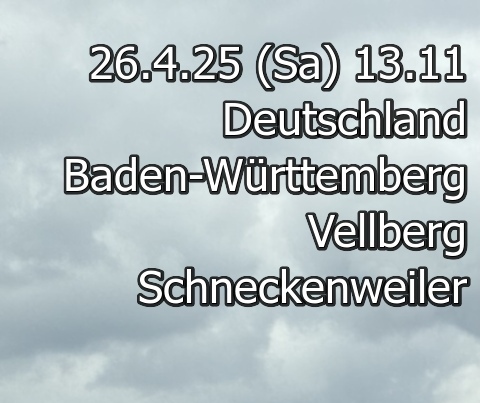 26.4.25 (Sa) 13.11
Deutschland
Baden-Württemberg
Vellberg
Schneckenweiler